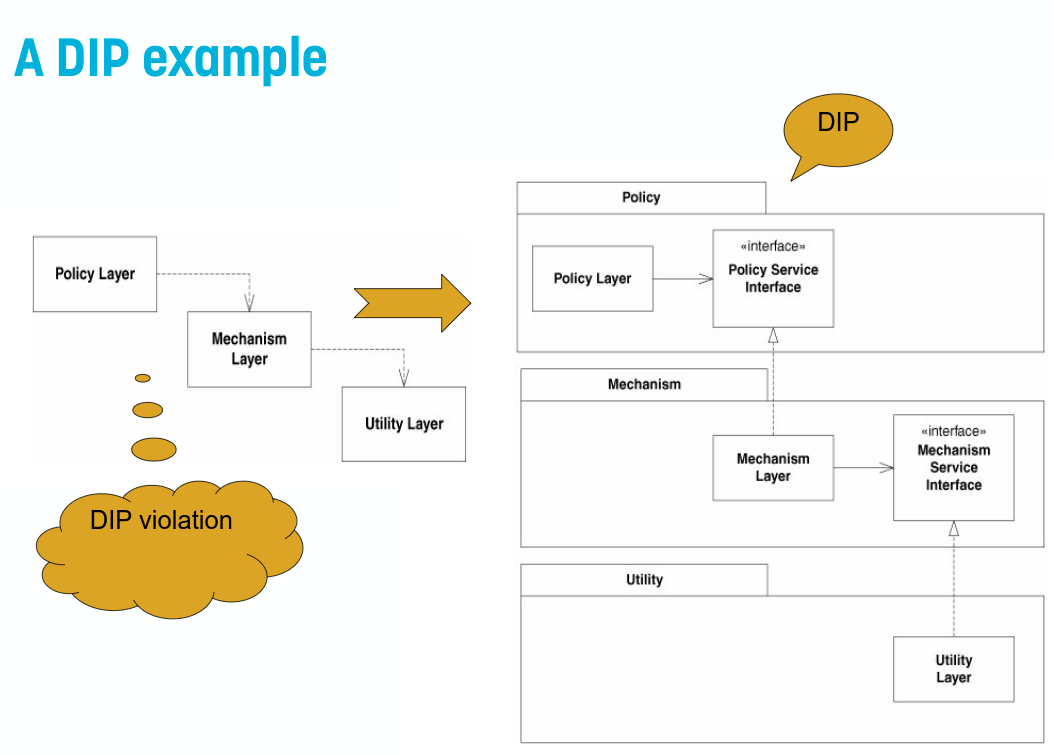 A DIP example
DIP
Policy Layer
Mechanism
Layer
Utility Layer
DIP violation
Policy
Policy Layer
«interface»
Policy Service
Interface
Mechanism
Mechanism
Layer
«interface»
Mechanism
Service
Interface
Utility
Utility
Layer